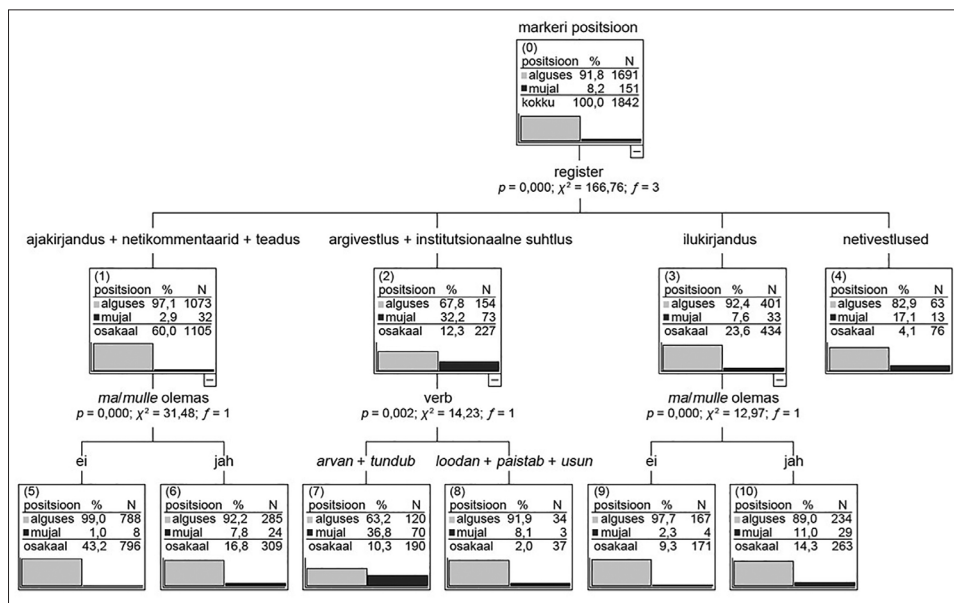 markeri positsioon
(0)
positsioon % N
alguses 91,8 1691
mujal 8,2 151
kokku 100,0 1842
register
p = 0,000; χ² = 166,76; f = 3
ajakirjandus + netikommentaarid + teadus
argivestlus + institutsionaalne suhtlus
ilukirjandus
netivestlused
(1)
positsioon % N
alguses 97,1 1073
mujal 2,9 32
osakaal 60,0 1105
(2)
positsioon % N
alguses 67,8 154
mujal 32,2 73
osakaal 12,3 227
(3)
positsioon % N
alguses 92,4 401
mujal 7,6 33
osakaal 23,6 434
(4)
positsioon % N
alguses 82,9 63
mujal 17,1 13
osakaal 4,1 76
ma/mulle olemas
p = 0,000; χ² = 31,48; f = 1
verb
p = 0,002; χ² = 14,23; f = 1
ma/mulle olemas
p = 0,000; χ² = 12,97; f = 1
ei
jah
arvan + tundub
loodan + paistab + usun
ei
jah
(5)
positsioon % N
alguses 99,0 788
mujal 1,0 8
osakaal 43,2 796
(6)
positsioon % N
alguses 92,2 285
mujal 7,8 24
osakaal 16,8 309
(7)
positsioon % N
alguses 63,2 120
mujal 36,8 70
osakaal 10,3 190
(8)
positsioon % N
alguses 91,9 34
mujal 8,1 3
osakaal 2,0 37
(9)
positsioon % N
alguses 97,7 167
mujal 2,3 4
osakaal 9,3 171
(10)
positsioon % N
alguses 89,0 234
mujal 11,0 29
osakaal 14,3 263